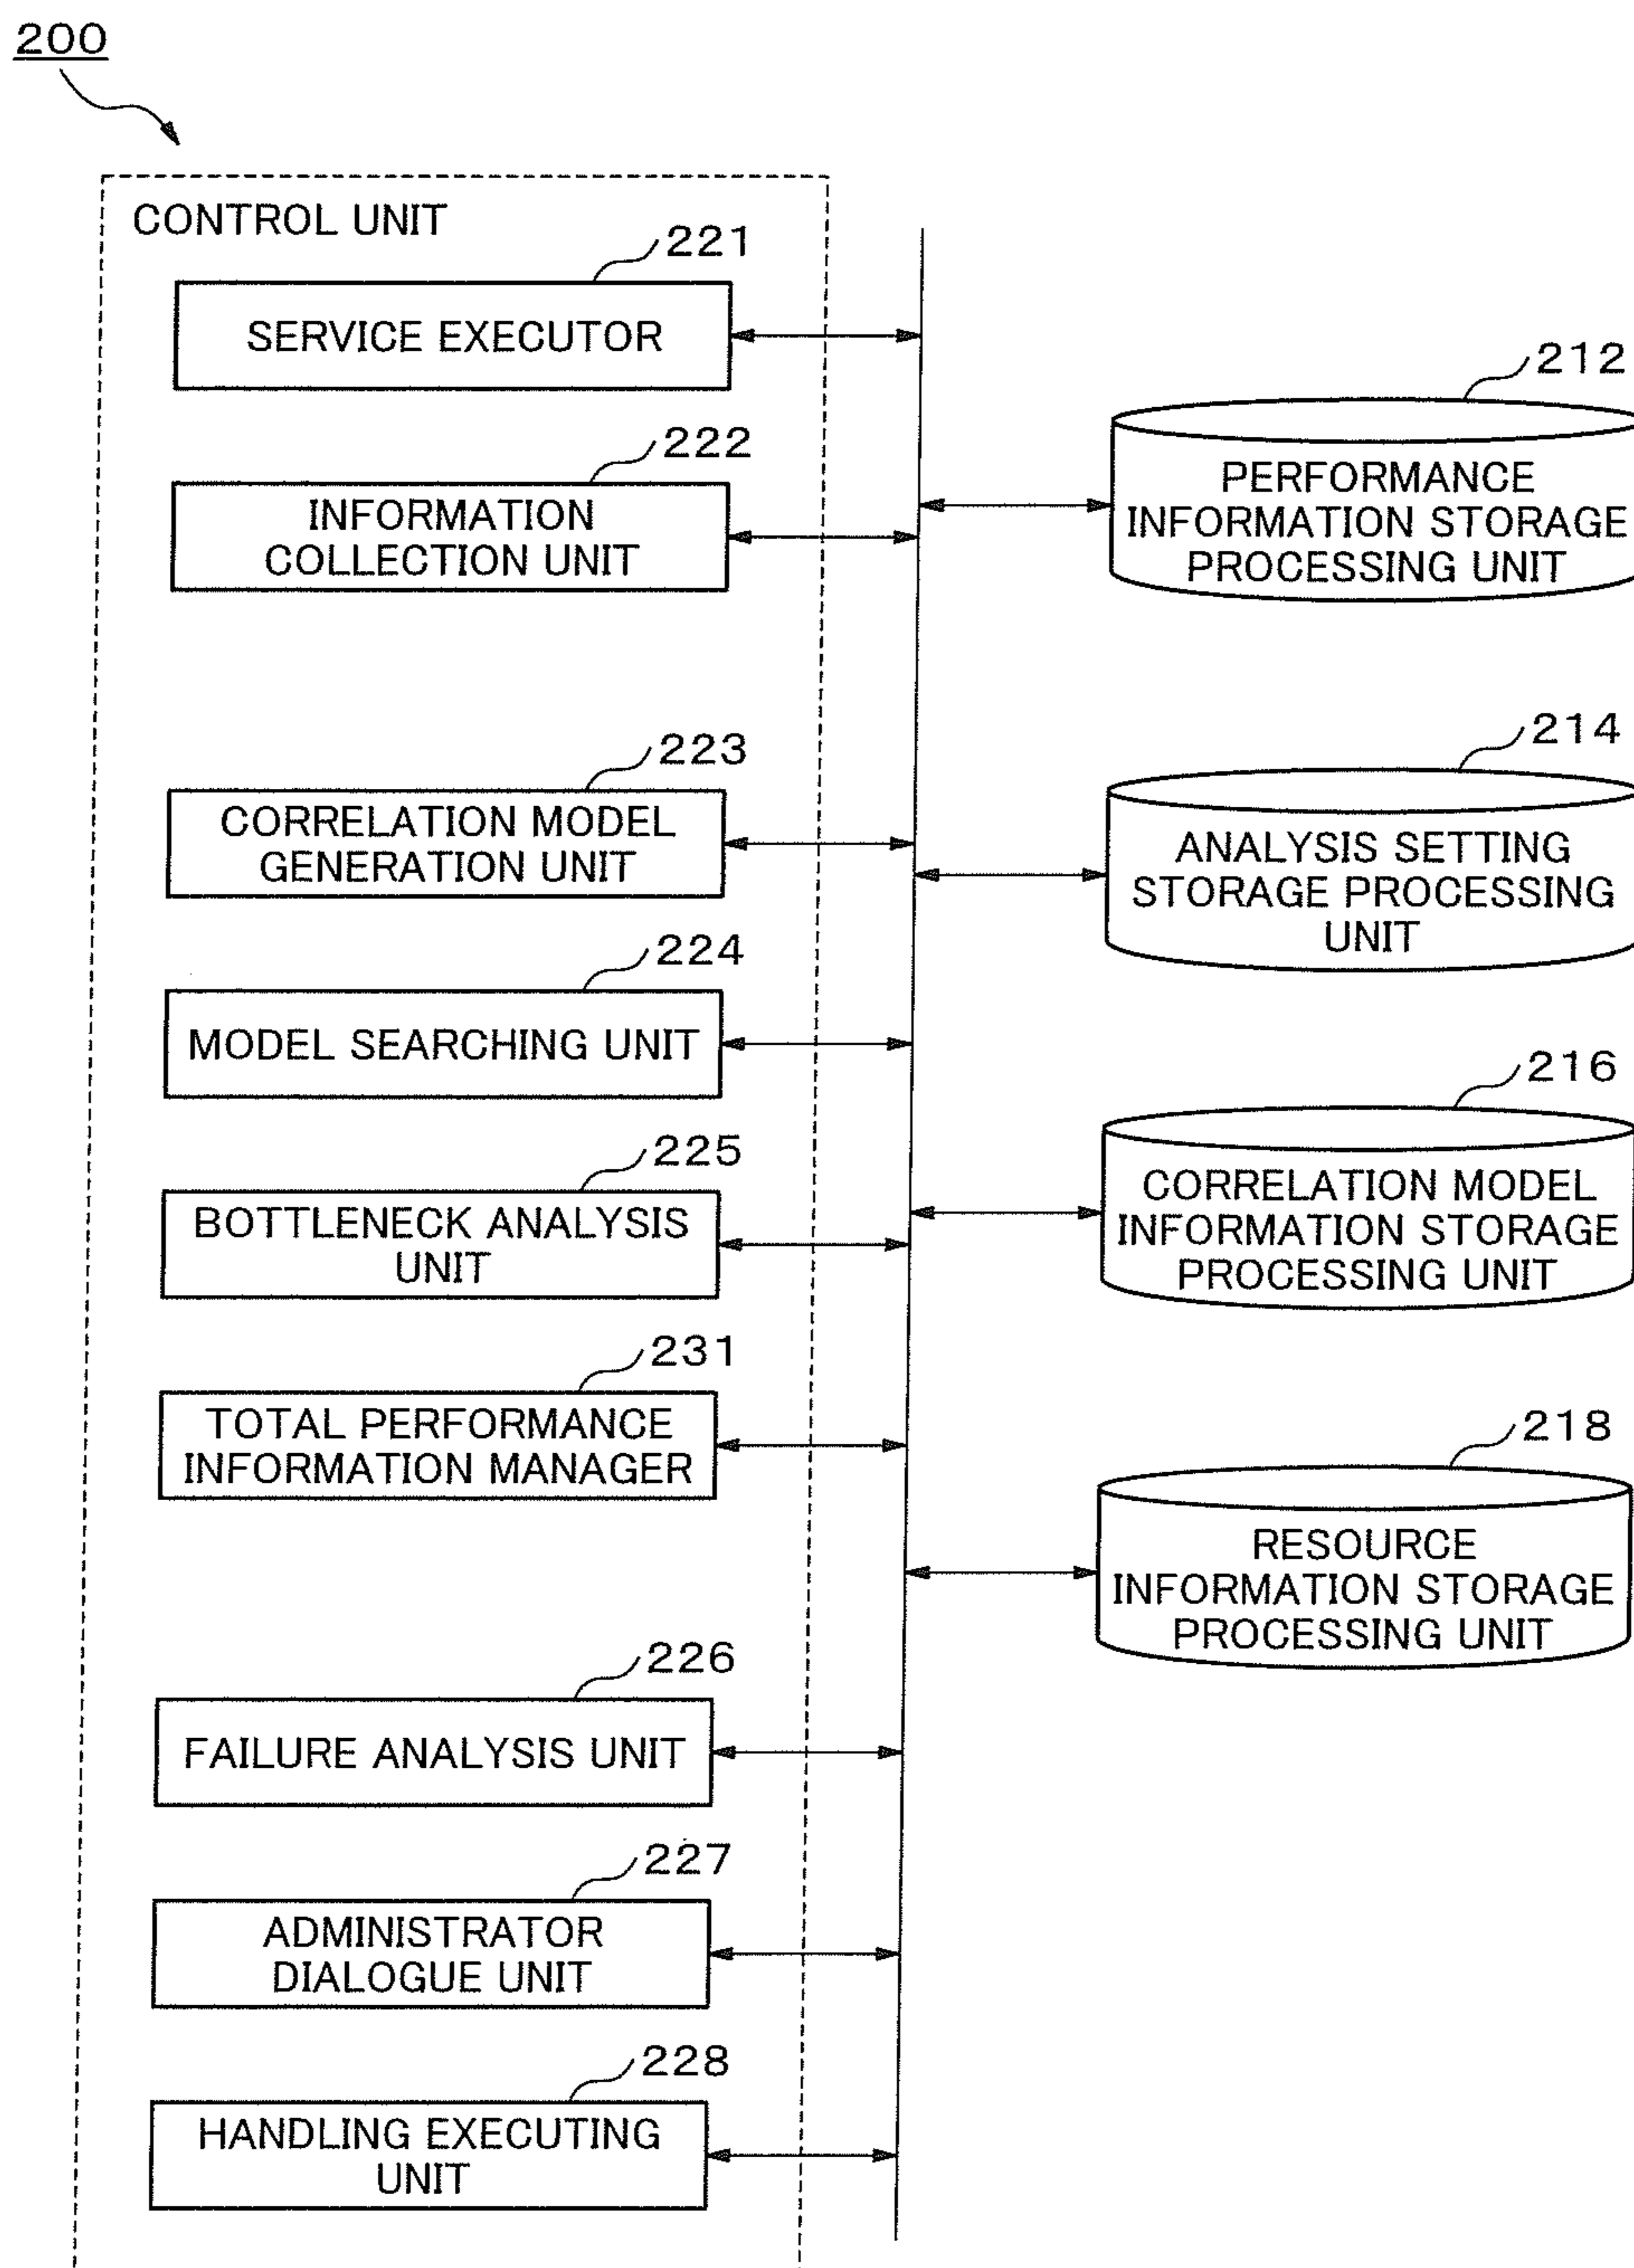 200
CONTROL UNIT
221
SERVICE EXECUTOR
222
INFORMATION
COLLECTION UNIT
223
CORRELATION MODEL
GENERATION UNIT
224
MODEL SEARCHING UNIT
225
BOTTLENECK ANALYSIS
UNIT
231
TOTAL PERFORMANCE
INFORMATION MANAGER
226
FAILURE ANALYSIS UNIT
227
ADMINISTRATOR
DIALOGUE UNIT
228
HANDLING EXECUTING
UNIT
212
PERFORMANCE
INFORMATION STORAGE
PROCESSING UNIT
214
ANALYSIS SETTING
STORAGE PROCESSING
UNIT
216
CORRELATION MODEL
INFORMATION STORAGE
PROCESSING UNIT
218
RESOURCE
INFORMATION STORAGE
PROCESSING UNIT